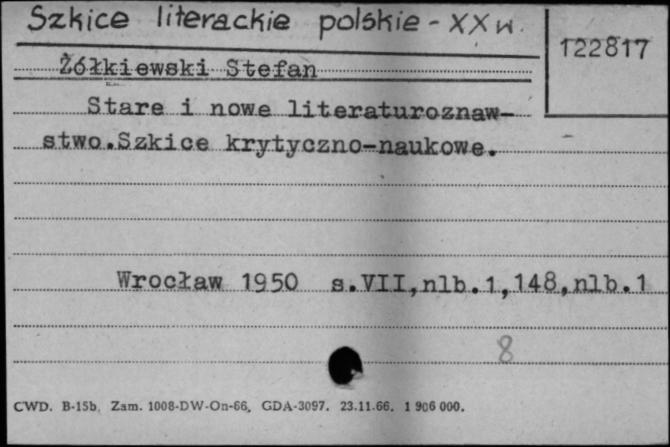 Szkice literackie polskie - XX w.
122817
Żółkiewski Stefan
Stare i nowe literaturoznaw-
stwo.Szkice krytyczno-naukowe.
Wrocław 1950 s.VII,nlb.1,148,nlb.1
8
CWD. B-15b. Zam. 1008-DW-On-66, GDA-3097. 23.11.66. 1 906 000.